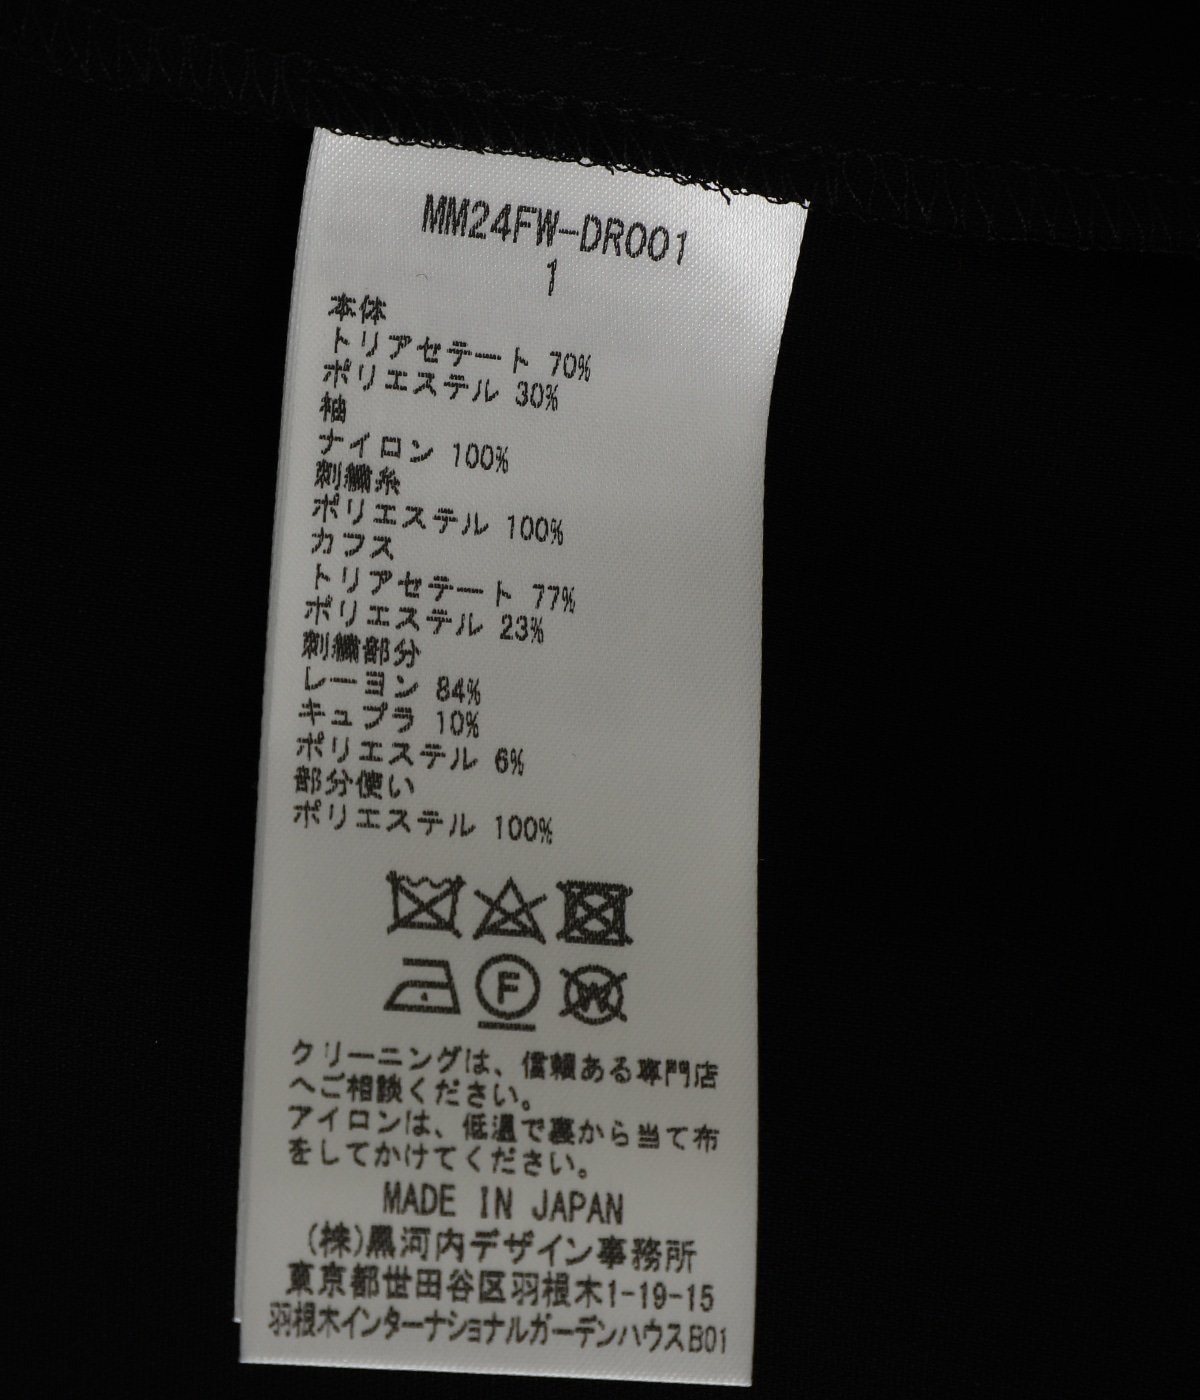 MM24FW-DR001
1
本体
トリアセテート 70%
ポリエステル 30%
袖
ナイロン 100%
刺繍糸
ポリエステル 100%
カフス
トリアセテート 77%
ポリエステル 23%
刺繍部分
レーヨン 84%
キュプラ 10%
ポリエステル 6%
部分使い
ポリエステル 100%
F
W
クリーニングは、信頼ある専門店
へご相談ください。
アイロンは、低温で裏から当て布
をしてかけてください。
MADE IN JAPAN
(株)黒河内デザイン事務所
東京都世田谷区羽根木1-19-15
羽根木インターナショナルガーデンハウスB01